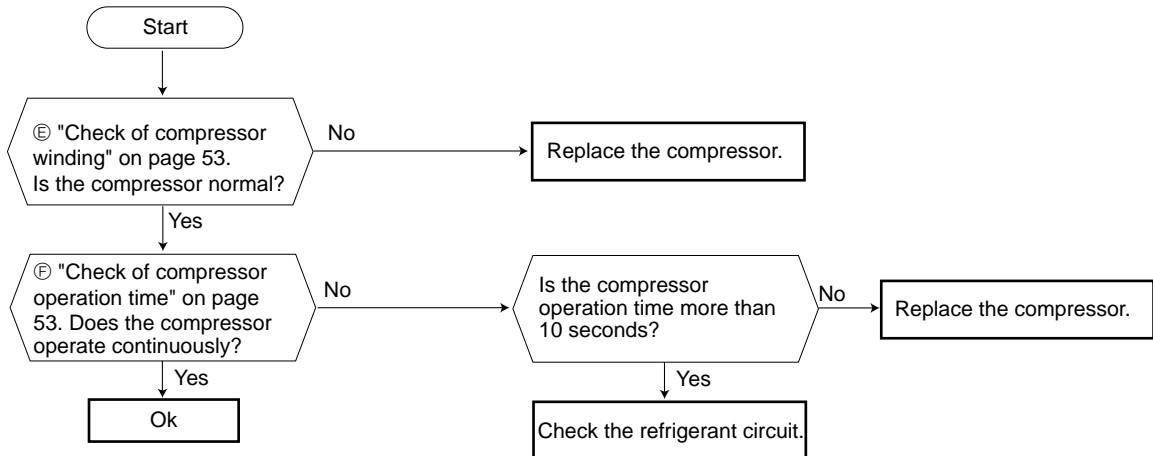 Start
Ⓔ "Check of compressor
winding" on page 53.
Is the compressor normal?
No
Replace the compressor.
Yes
Ⓕ "Check of compressor
operation time" on page
53. Does the compressor
operate continuously?
No
Is the compressor
operation time more than
10 seconds?
No
Replace the compressor.
Yes
Ok
Yes
Check the refrigerant circuit.